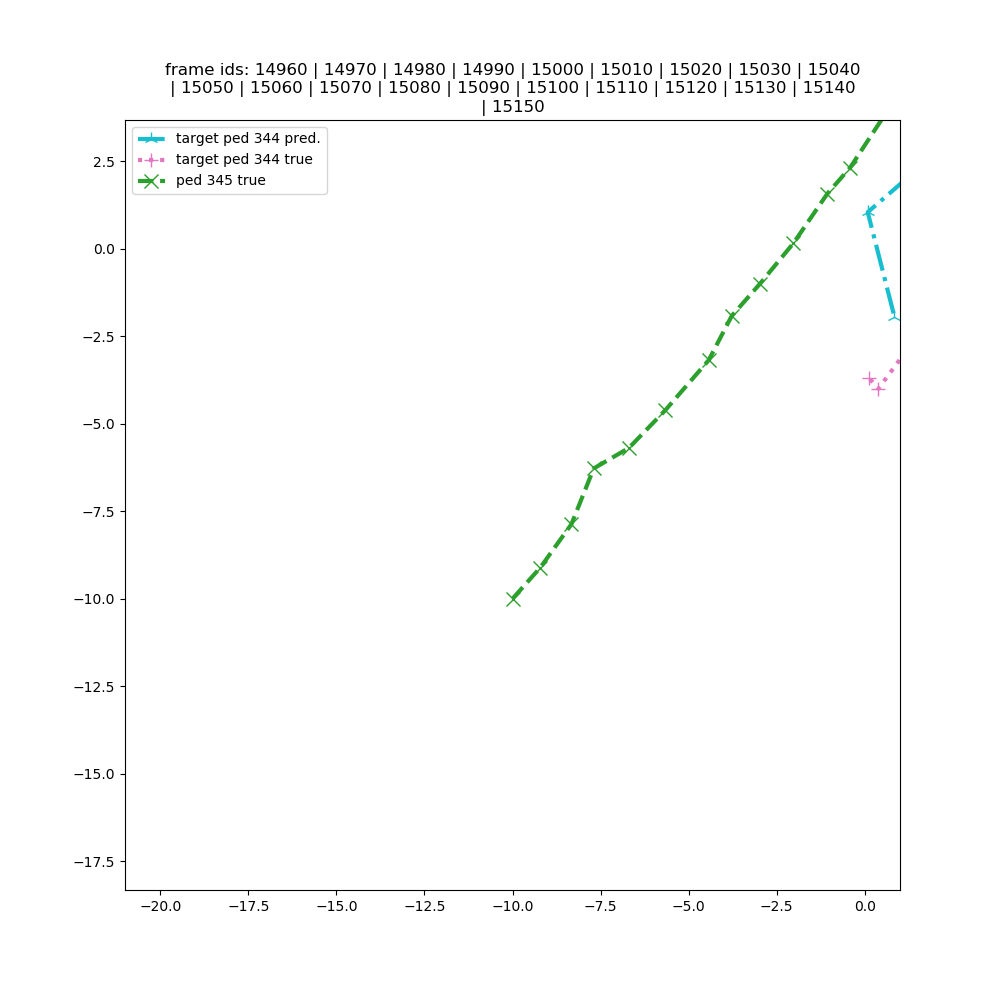 frame ids: 14960 | 14970 | 14980 | 14990 | 15000 | 15010 | 15020 | 15030 | 15040
| 15050 | 15060 | 15070 | 15080 | 15090 | 15100 | 15110 | 15120 | 15130 | 15140
| 15150
target ped 344 pred.
target ped 344 true
ped 345 true
2.5
0.0
−2.5
−5.0
−7.5
−10.0
−12.5
−15.0
−17.5
−20.0 −17.5 −15.0 −12.5 −10.0 −7.5 −5.0 −2.5 0.0